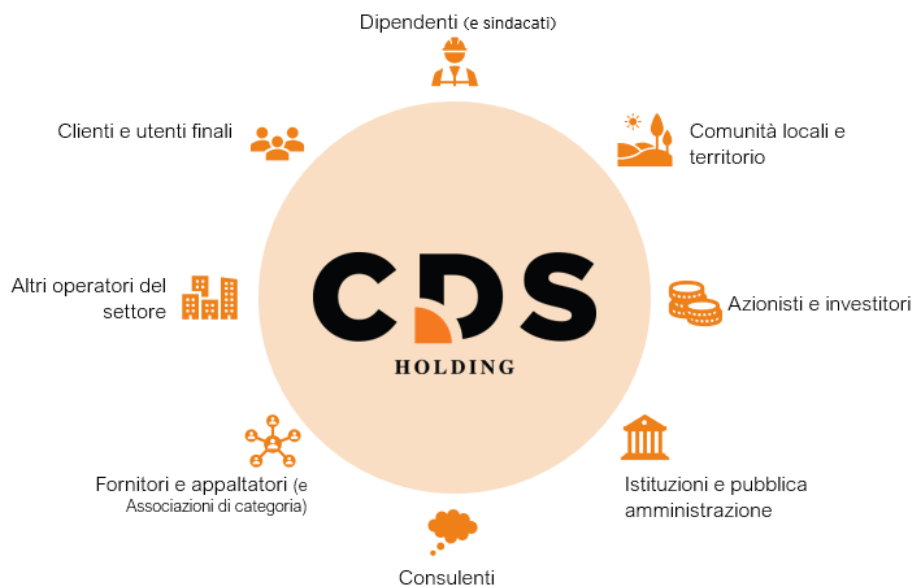 Dipendenti (e sindacati)
Clienti e utenti finali
Comunità locali e
territorio
Altri operatori del
settore
CDS
HOLDING
Azionisti e investitori
Fornitori e appaltatori (e
Associazioni di categoria)
Istituzioni e pubblica
amministrazione
Consulenti